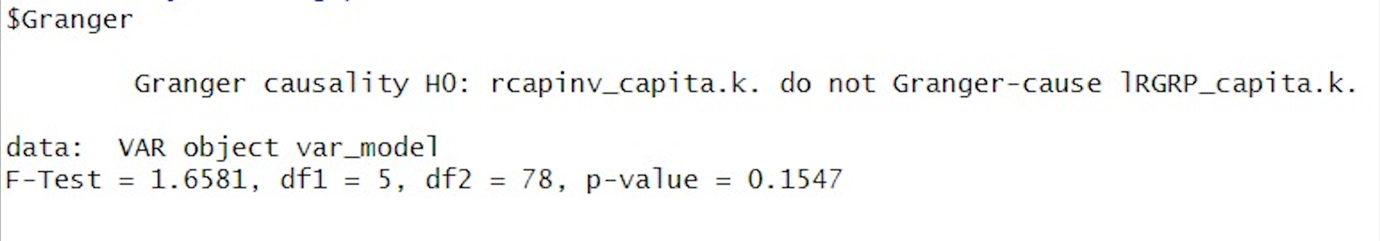 $Granger
Granger causality H0: rcapinv_capita.k. do not Granger-cause lRGRP_capita.k.
data:  VAR object var_model
F-Test = 1.6581, df1 = 5, df2 = 78, p-value = 0.1547